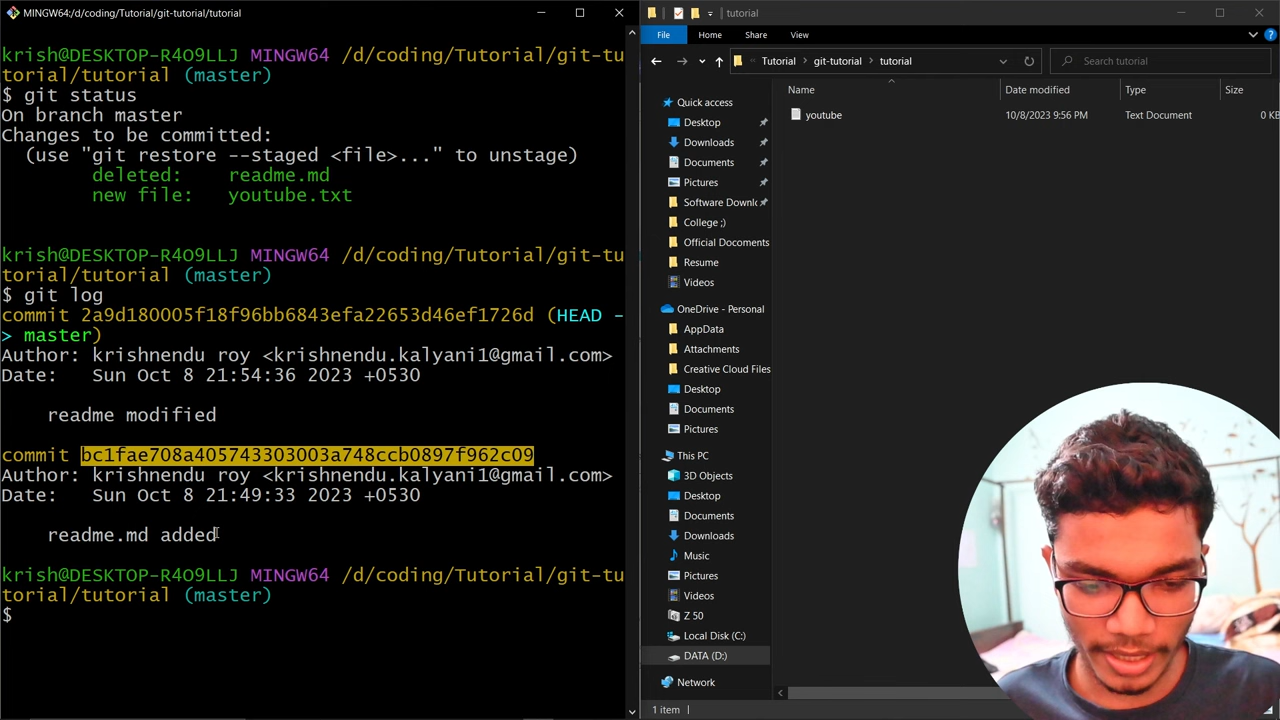 MINGW64:/d/coding/Tutorial/git-tutorial/tutorial
krish@DESKTOP-R4O9LLJ MINGW64 /d/coding/Tutorial/git-tu
torial/tutorial (master)
$ git status
On branch master
Changes to be committed:
(use "git restore --staged <file>..." to unstage)
deleted: readme.md
new file: youtube.txt
krish@DESKTOP-R4O9LLJ MINGW64 /d/coding/Tutorial/git-tu
torial/tutorial (master)
$ git log
commit 2a9d180005f18f96bb6843efa22653d46ef1726d (HEAD -
> master)
Author: krishnendu roy <krishnendu.kalyani1@gmail.com>
Date: Sun Oct 8 21:54:36 2023 +0530
readme modified
commit bc1fae708a405743303003a748ccb0897f962c09
Author: krishnendu roy <krishnendu.kalyani1@gmail.com>
Date: Sun Oct 8 21:49:33 2023 +0530
readme.md added
krish@DESKTOP-R4O9LLJ MINGW64 /d/coding/Tutorial/git-tu
torial/tutorial (master)
$
tutorial
File Home Share View
Tutorial git-tutorial tutorial
Search tutorial
Name Date modified Type Size
youtube 10/8/2023 9:56 PM Text Document 0 KB
Quick access
Desktop
Downloads
Documents
Pictures
Software Downlo
College ;)
Official Docoments
Resume
Videos
OneDrive - Personal
AppData
Attachments
Creative Cloud Files
Desktop
Documents
Pictures
This PC
3D Objects
Desktop
Documents
Downloads
Music
Pictures
Videos
Z 50
Local Disk (C:)
DATA (D:)
Network
1 item